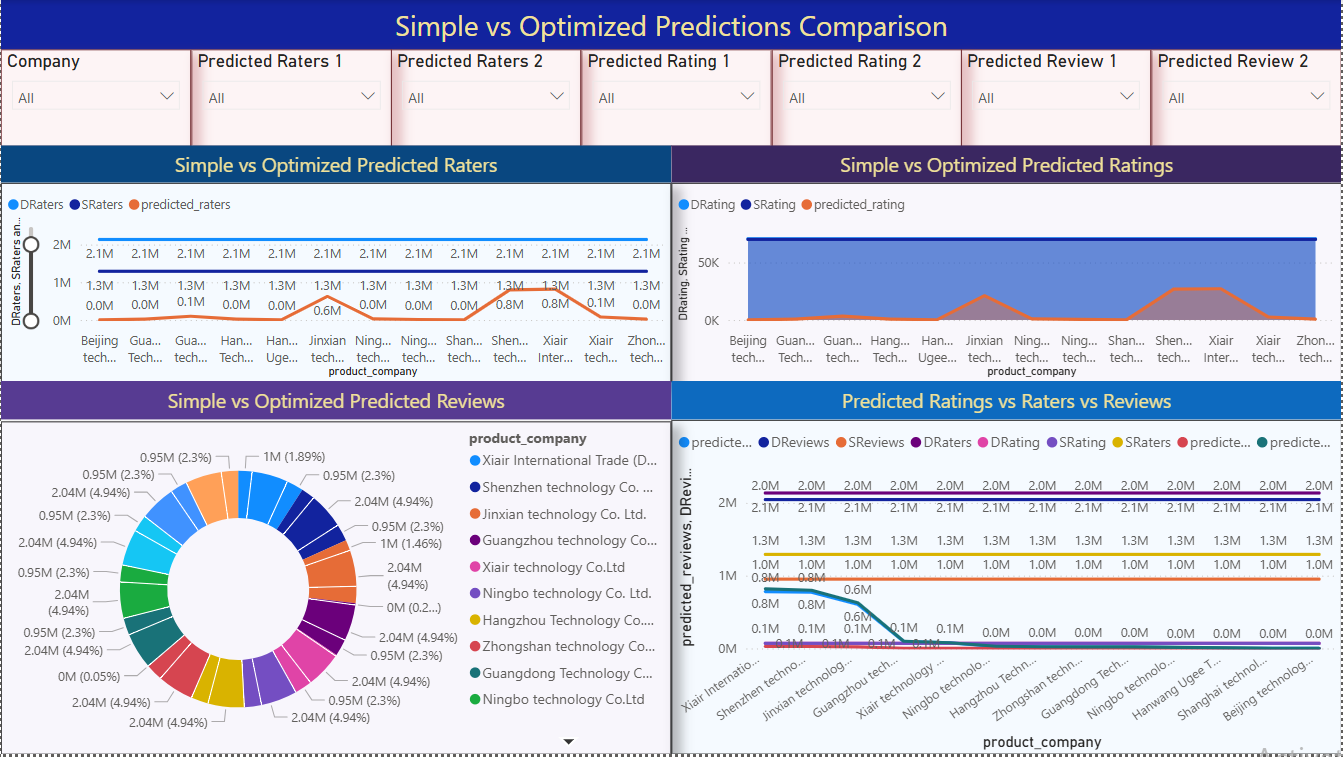 Simple vs Optimized Predictions Comparison
Company Predicted Raters 1 Predicted Raters 2 Predicted Rating 1 Predicted Rating 2 Predicted Review 1 Predicted Review 2
All All All All All All All
Simple vs Optimized Predicted Raters
DRaters SRaters predicted_raters
DRaters, SRaters an...
2M
1M
0M
2.1M 2.1M 2.1M 2.1M 2.1M 2.1M 2.1M 2.1M 2.1M 2.1M 2.1M 2.1M 2.1M
1.3M 1.3M 1.3M 1.3M 1.3M 1.3M 1.3M 1.3M 1.3M 1.3M 1.3M 1.3M 1.3M
0.0M 0.0M 0.1M 0.0M 0.0M 0.6M 0.0M 0.0M 0.0M 0.8M 0.8M 0.1M 0.0M
Beijing Gua... Gua... Han... Han... Jinxian Ning... Ning... Shan... Shen... Xiair Xiair Zhon...
tech... Tech... tech... Tech... Uge... tech... tech... tech... tech... tech... Inter... tech... tech...
product_company
Simple vs Optimized Predicted Ratings
DRating SRating predicted_rating
DRating, SRating ...
50K
0K
Beijing Guan... Guan... Hang... Han... Jinxian Ning... Ning... Shan... Shen... Xiair Xiair Zhon...
tech... Tech... tech... Tech... Ugee... tech... tech... tech... tech... tech... Inter... tech... tech...
product_company
Simple vs Optimized Predicted Reviews
0.95M (2.3%) 1M (1.89%)
0.95M (2.3%) 0.95M (2.3%)
2.04M (4.94%) 2.04M (4.94%)
0.95M (2.3%) 0.95M (2.3%)
2.04M (4.94%) 1M (1.46%)
0.95M (2.3%) 2.04M
(4.94%)
2.04M
(4.94%) 0M (0.2...)
0.95M (2.3%) 2.04M (4.94%)
2.04M (4.94%) 0.95M (2.3%)
0M (0.05%) 2.04M (4.94%)
2.04M (4.94%) 0.95M (2.3%)
2.04M (4.94%) 2.04M (4.94%)
product_company
Xiair International Trade (D...
Shenzhen technology Co. ...
Jinxian technology Co. Ltd.
Guangzhou technology Co...
Xiair technology Co.Ltd
Ningbo technology Co. Ltd.
Hangzhou Technology Co....
Zhongshan technology Co...
Guangdong Technology C...
Ningbo technology Co.Ltd
Predicted Ratings vs Raters vs Reviews
predicte... DReviews SReviews DRaters DRating SRating SRaters predicte... predicte...
predicted_reviews, DRevi...
2M
1M
0M
2.0M 2.0M 2.0M 2.0M 2.0M 2.0M 2.0M 2.0M 2.0M 2.0M 2.0M 2.0M 2.0M
2.1M 2.1M 2.1M 2.1M 2.1M 2.1M 2.1M 2.1M 2.1M 2.1M 2.1M 2.1M 2.1M
1.3M 1.3M 1.3M 1.3M 1.3M 1.3M 1.3M 1.3M 1.3M 1.3M 1.3M 1.3M 1.3M
1.0M 1.0M 1.0M 1.0M 1.0M 1.0M 1.0M 1.0M 1.0M 1.0M 1.0M 1.0M 1.0M
0.8M 0.8M 0.6M
0.8M 0.8M 0.6M
0.1M 0.1M 0.1M 0.1M 0.1M 0.0M 0.0M 0.0M 0.0M 0.0M 0.0M 0.0M 0.0M
0.1M 0.1M 0.1M 0.1M
Xiair Internatio... Shenzhen techno... Jinxian technolog... Guangzhou tech... Xiair technology ... Ningbo technolo... Hangzhou Techn... Zhongshan techn... Guangdong Tech... Ningbo technolo... Hanwang Ugee T... Shanghai technol... Beijing technolog...
product_company